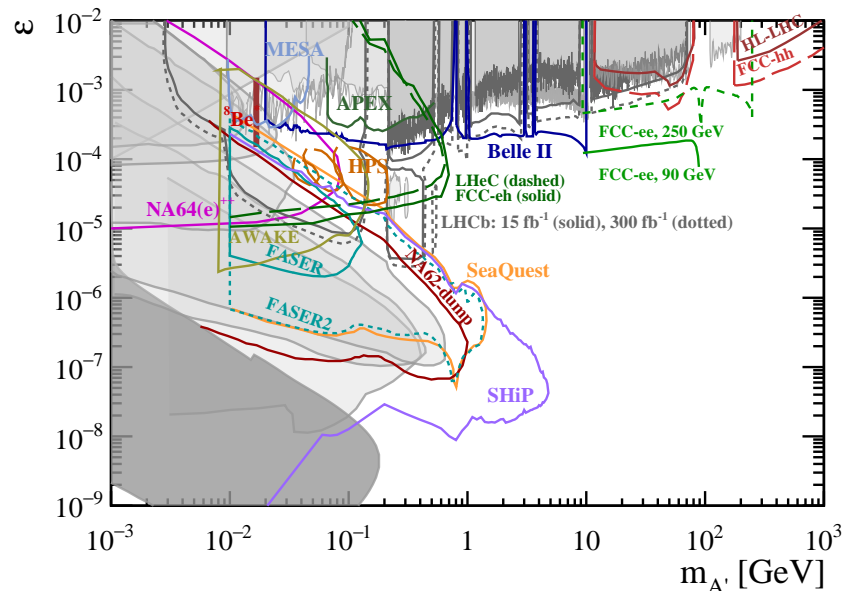 ε
10⁻²
10⁻³
10⁻⁴
10⁻⁵
10⁻⁶
10⁻⁷
10⁻⁸
10⁻⁹
MESA
HL-LHC
FCC-hh
APEX
⁸Be
FCC-ee, 250 GeV
Belle II
HPS
FCC-ee, 90 GeV
LHeC (dashed)
FCC-eh (solid)
NA64(e)⁺⁺
LHCb: 15 fb⁻¹ (solid), 300 fb⁻¹ (dotted)
AWAKE
FASER
NA62-dump
SeaQuest
FASER2
SHiP
10⁻³ 10⁻² 10⁻¹ 1 10 10² 10³
m_A' [GeV]